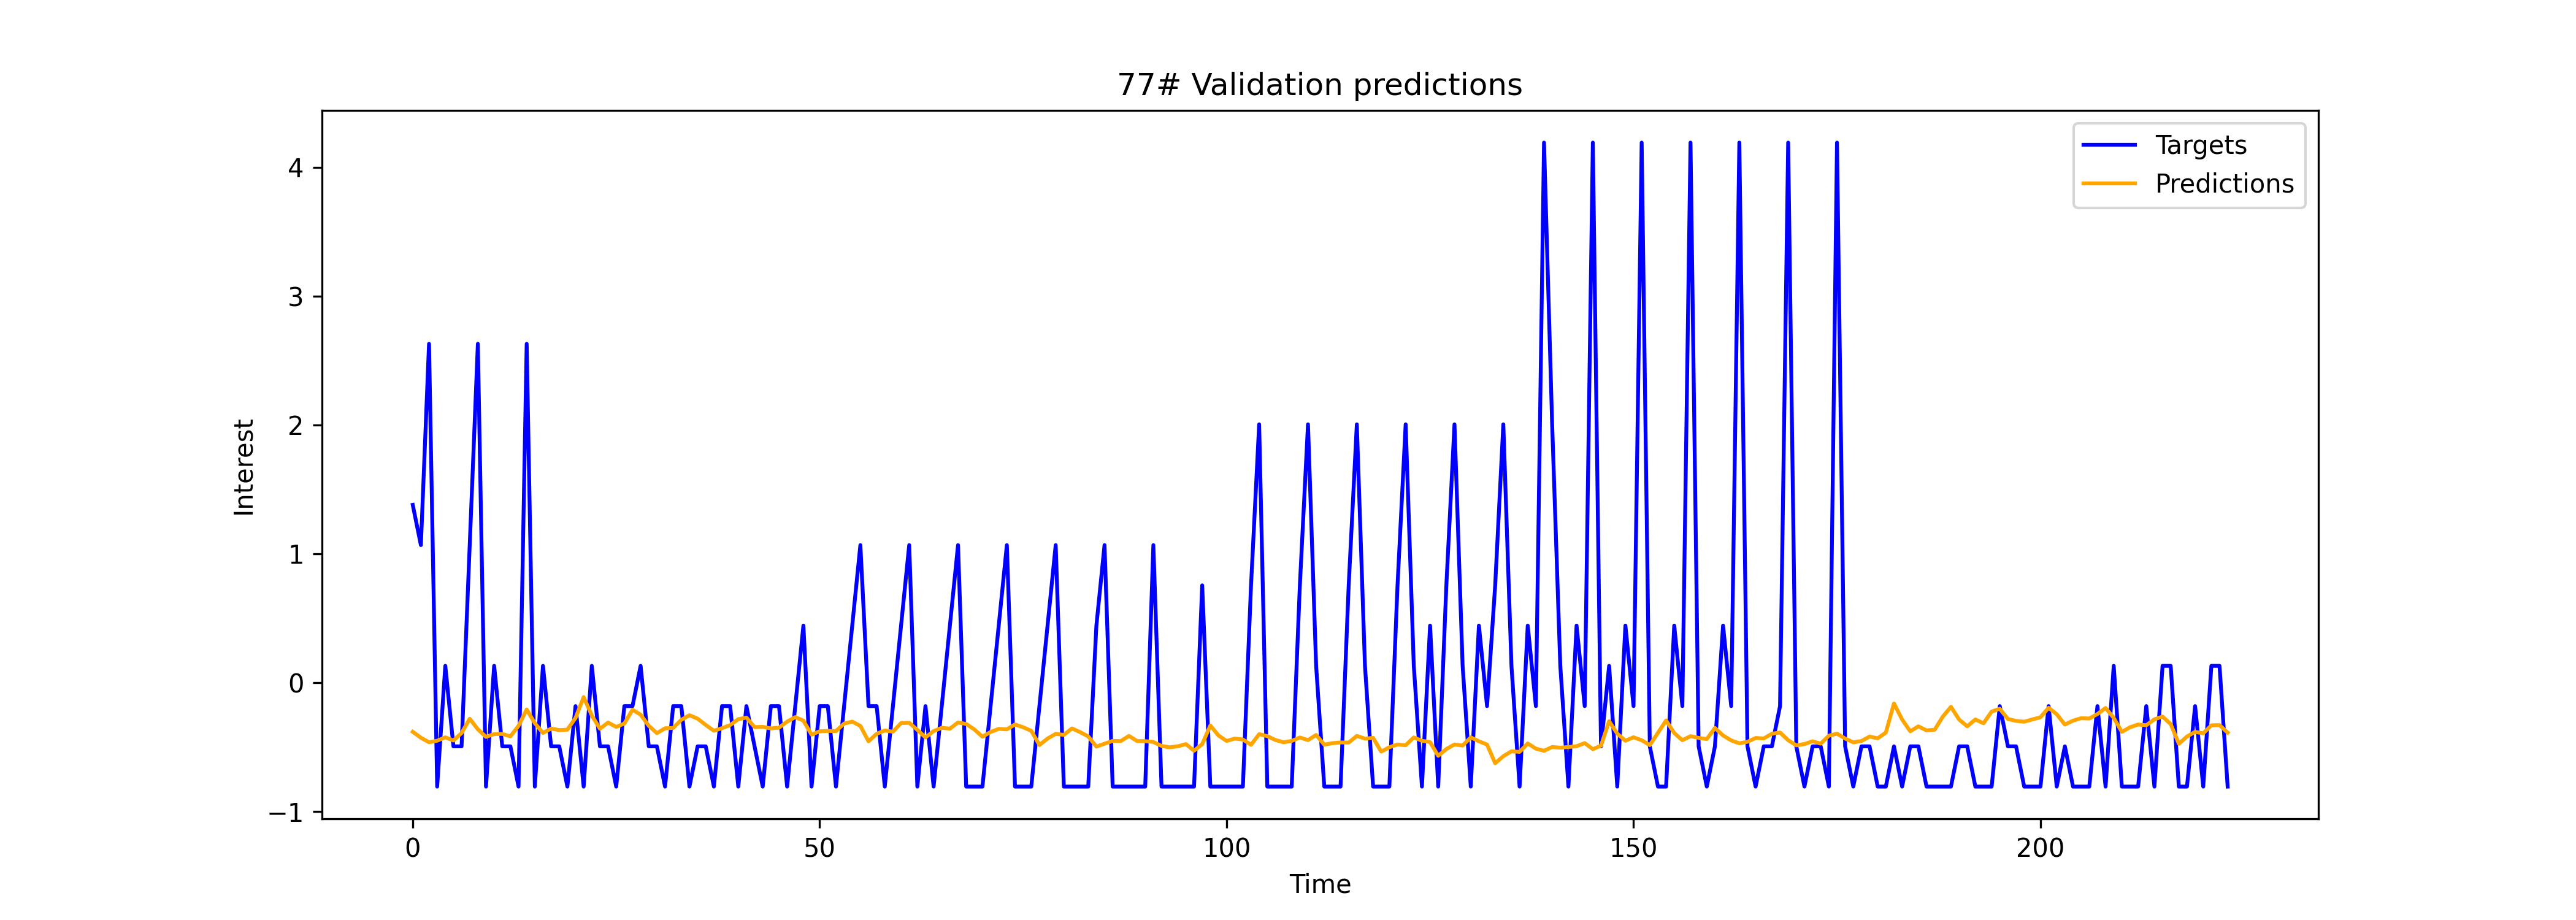 77# Validation predictions
Targets
Predictions
Interest
4
3
2
1
0
−1
0
50
100
150
200
Time